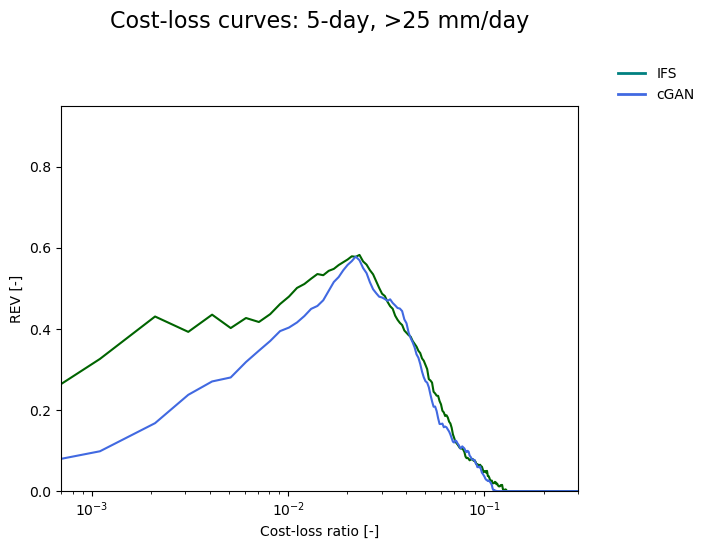 Cost-loss curves: 5-day, >25 mm/day
IFS
cGAN
0.8
0.6
0.4
0.2
0.0
REV [-]
10⁻³
10⁻²
10⁻¹
Cost-loss ratio [-]